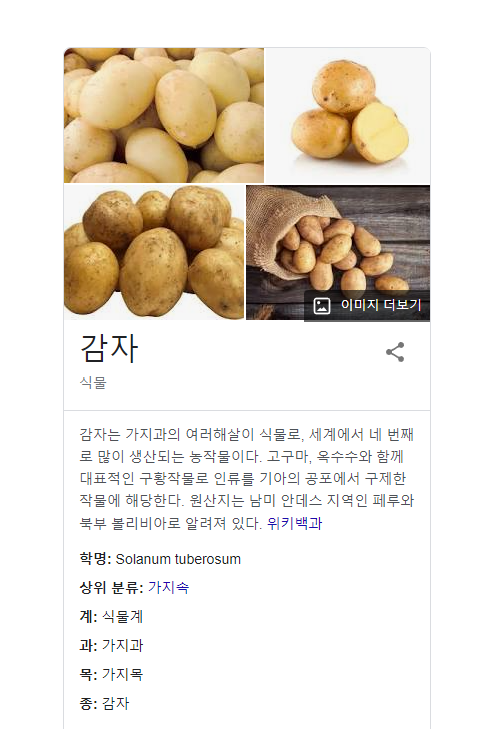 이미지 더보기
감자
식물
감자는 가지과의 여러해살이 식물로, 세계에서 네 번째
로 많이 생산되는 농작물이다. 고구마, 옥수수와 함께
대표적인 구황작물로 인류를 기아의 공포에서 구제한
작물에 해당한다. 원산지는 남미 안데스 지역인 페루와
북부 볼리비아로 알려져 있다. 위키백과
학명: Solanum tuberosum
상위 분류: 가지속
계: 식물계
과: 가지과
목: 가지목
종: 감자